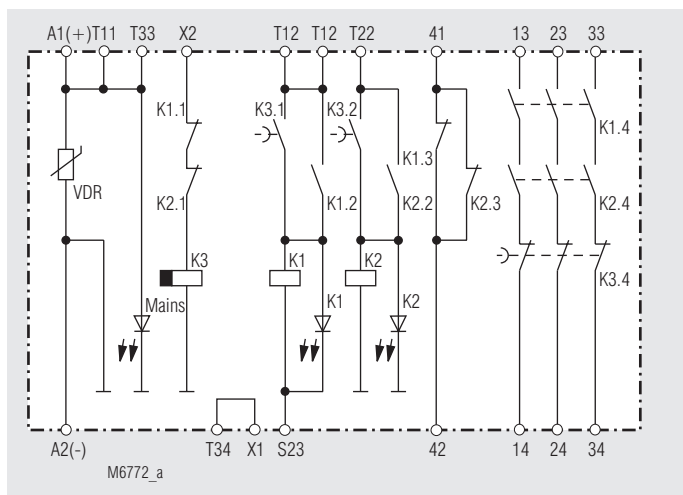 A1(+) T11 T33 X2 T12 T12 T22 41 13 23 33
K1.1 K3.1 K3.2
K1.4
K1.3
VDR
K2.1 K1.2 K2.2 K2.3 K2.4
K3 K1 K2
K3.4
Mains K1 K2
A2(-) T34 X1 S23 42 14 24 34
M6772_a